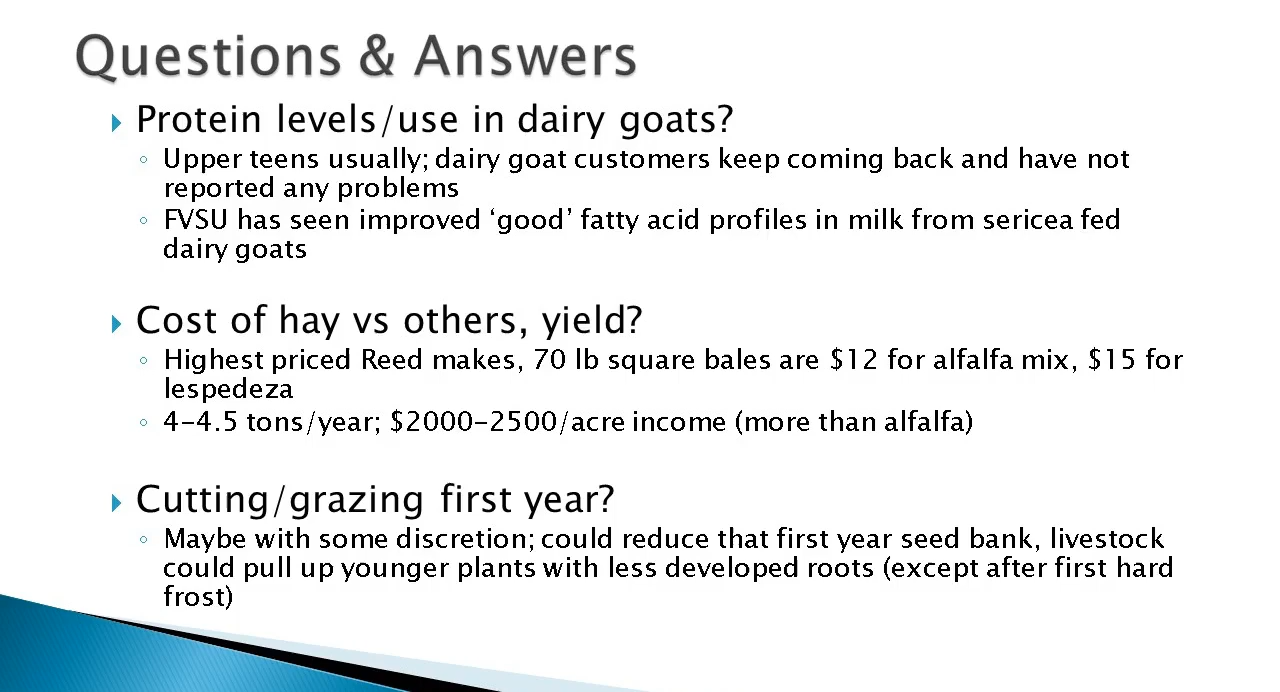 Questions & Answers
Protein levels/use in dairy goats?
Upper teens usually; dairy goat customers keep coming back and have not
reported any problems
FVSU has seen improved ‘good’ fatty acid profiles in milk from sericea fed
dairy goats
Cost of hay vs others, yield?
Highest priced Reed makes, 70 lb square bales are $12 for alfalfa mix, $15 for
lespedeza
4-4.5 tons/year; $2000-2500/acre income (more than alfalfa)
Cutting/grazing first year?
Maybe with some discretion; could reduce that first year seed bank, livestock
could pull up younger plants with less developed roots (except after first hard
frost)